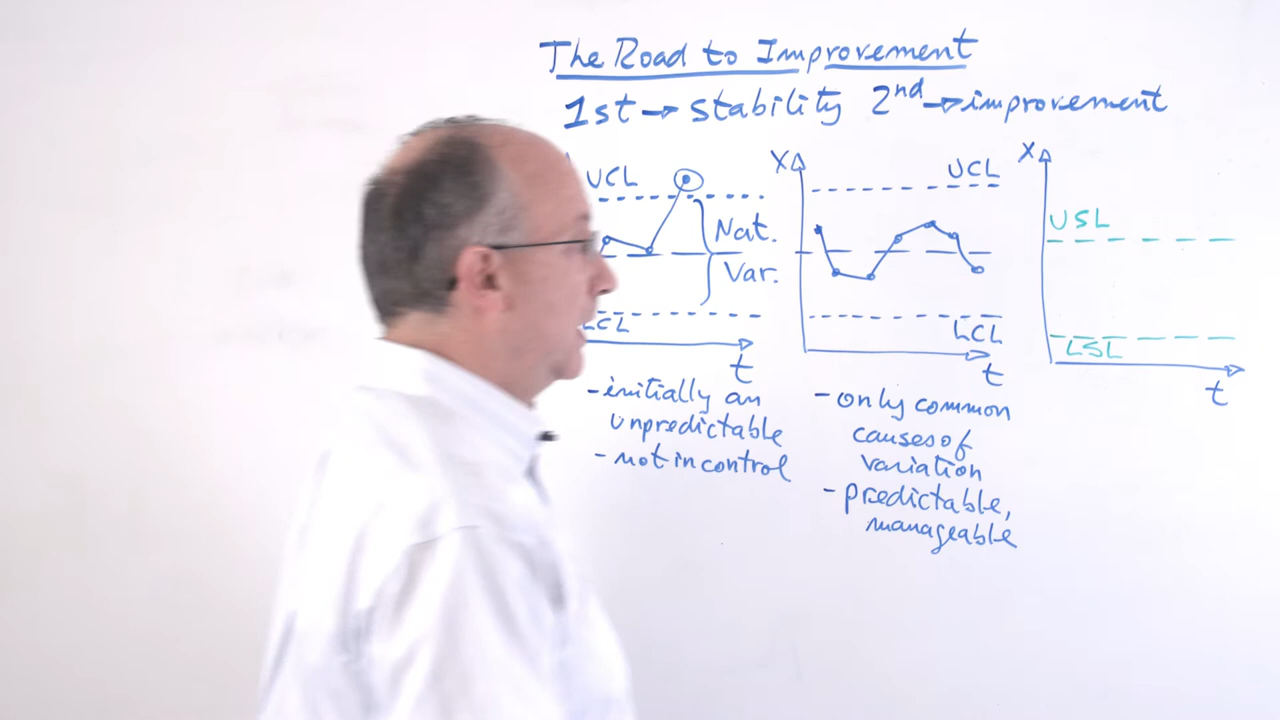 The Road to Improvement
1st → stability 2nd → improvement
UCL
Nat.
Var.
LCL
t
- initially an
unpredictable
- not in control
X
UCL
LCL
t
- only common
causes of
variation
- predictable,
manageable
X
USL
LSL
t